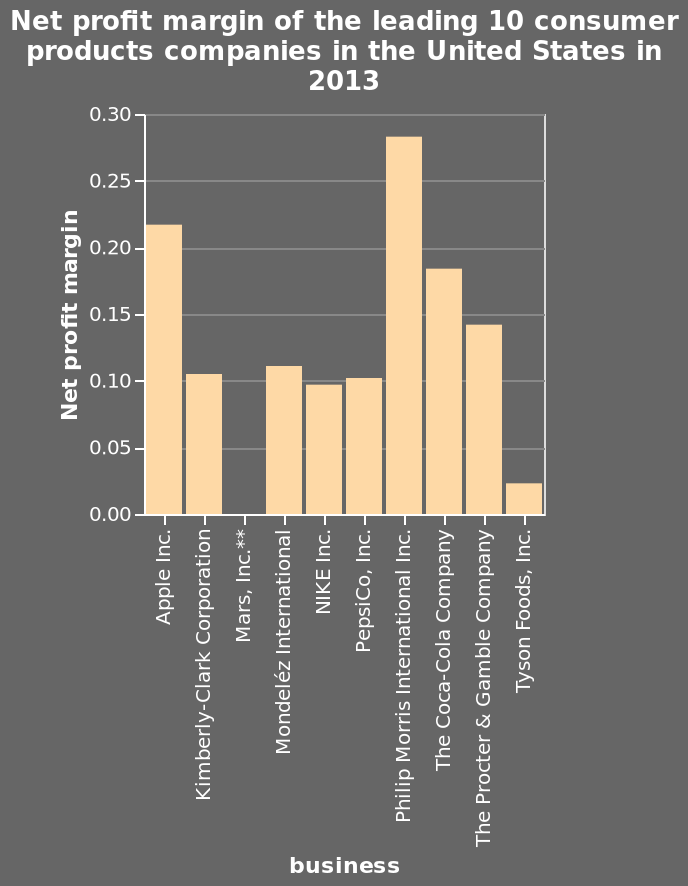 Net profit margin of the leading 10 consumer
products companies in the United States in
2013
0.30
0.25
0.20
0.15
0.10
0.05
0.00
Net profit margin
Apple Inc.
Kimberly-Clark Corporation
Mars, Inc.**
Mondeléz International
NIKE Inc.
PepsiCo, Inc.
Philip Morris International Inc.
The Coca-Cola Company
The Procter & Gamble Company
Tyson Foods, Inc.
business